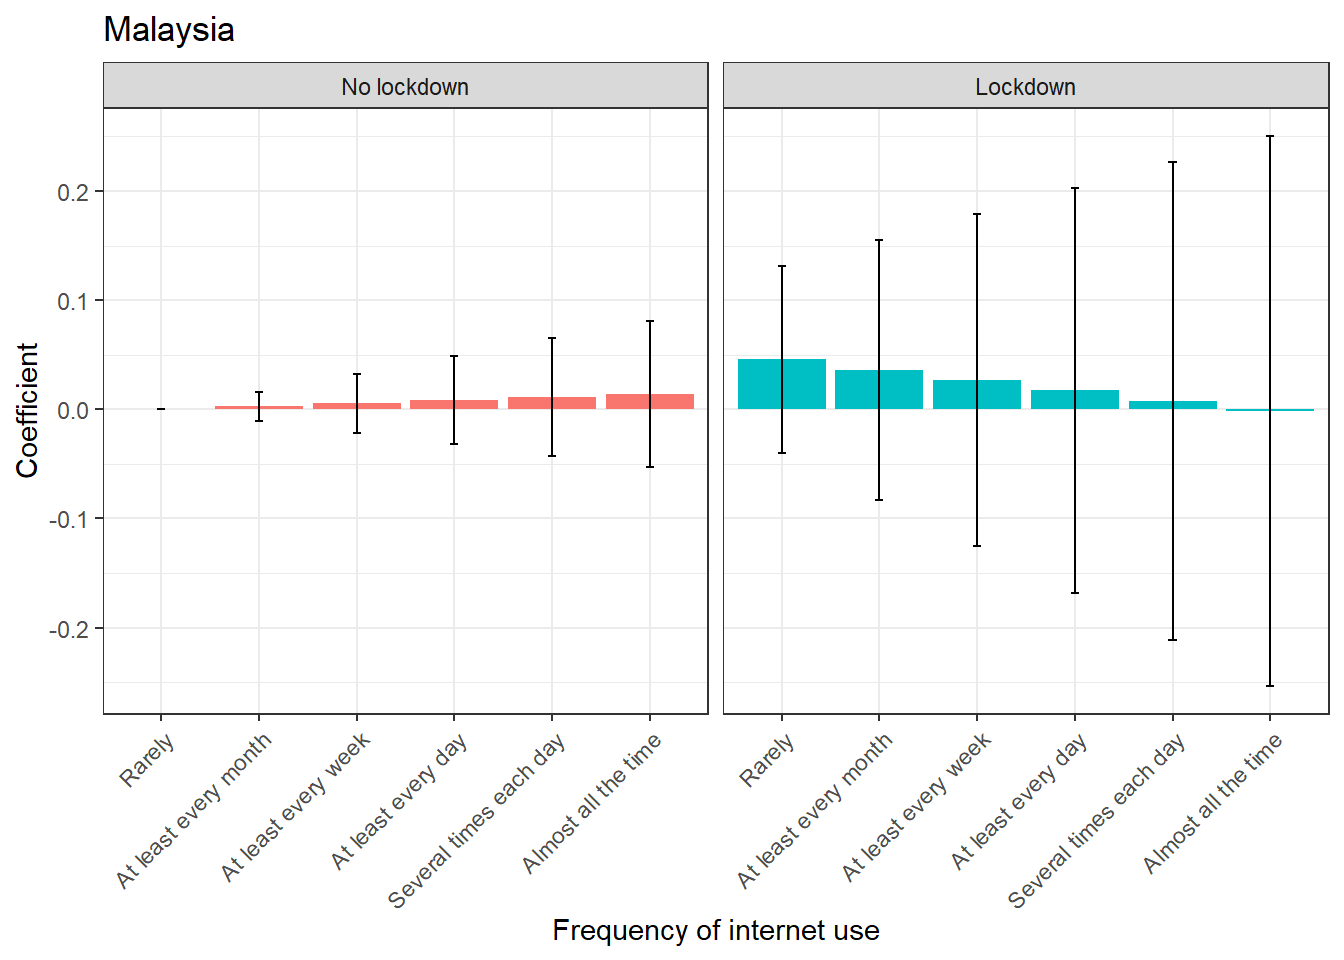 Malaysia
No lockdown
Lockdown
Coefficient
0.2
0.1
0.0
-0.1
-0.2
Rarely
At least every month
At least every week
At least every day
Several times each day
Almost all the time
Rarely
At least every month
At least every week
At least every day
Several times each day
Almost all the time
Frequency of internet use